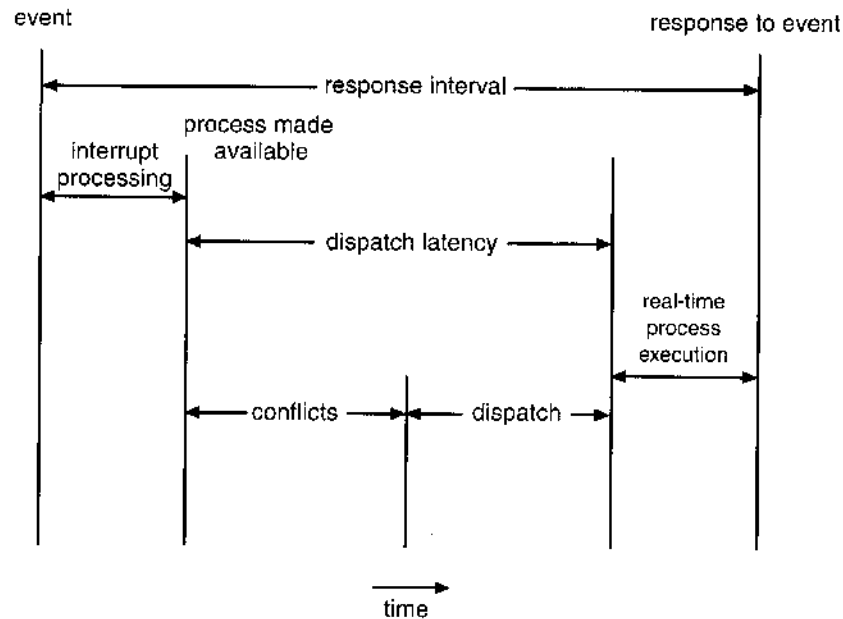 event
response to event
response interval
process made
available
interrupt
processing
dispatch latency
real-time
process
execution
conflicts
dispatch
time